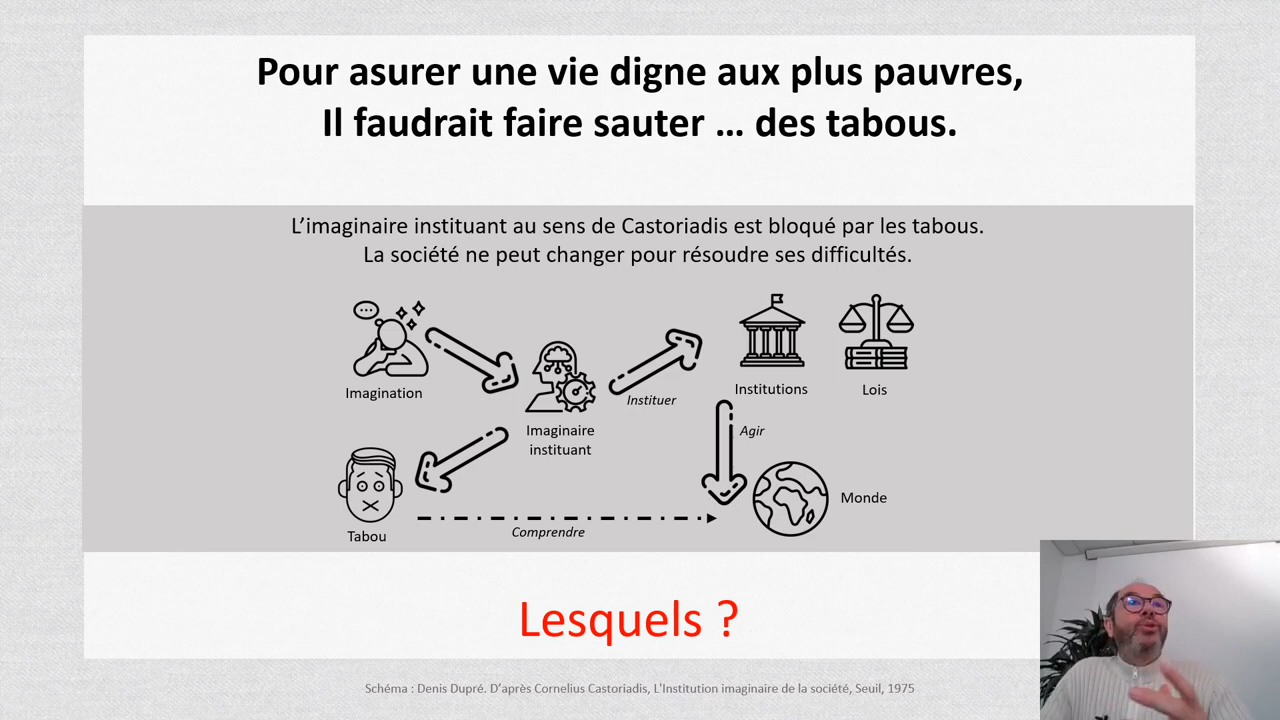 Pour asurer une vie digne aux plus pauvres,
Il faudrait faire sauter ... des tabous.
L’imaginaire instituant au sens de Castoriadis est bloqué par les tabous.
La société ne peut changer pour résoudre ses difficultés.
Imagination
Imaginaire
instituant
Instituer
Institutions
Lois
Agir
Tabou
Comprendre
Monde
Lesquels ?
Schéma : Denis Dupré. D’après Cornelius Castoriadis, L'Institution imaginaire de la société, Seuil, 1975